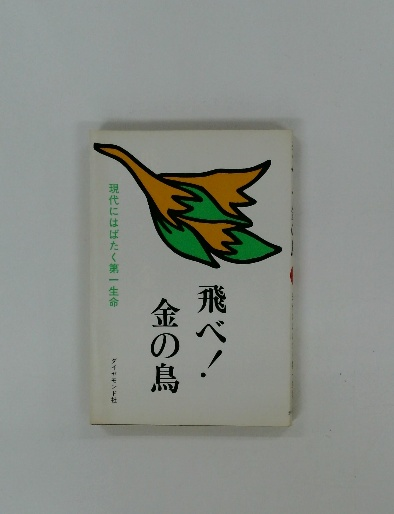 飛べ!
金の鳥
現代にはばたく第一生命
ダイヤモンド社